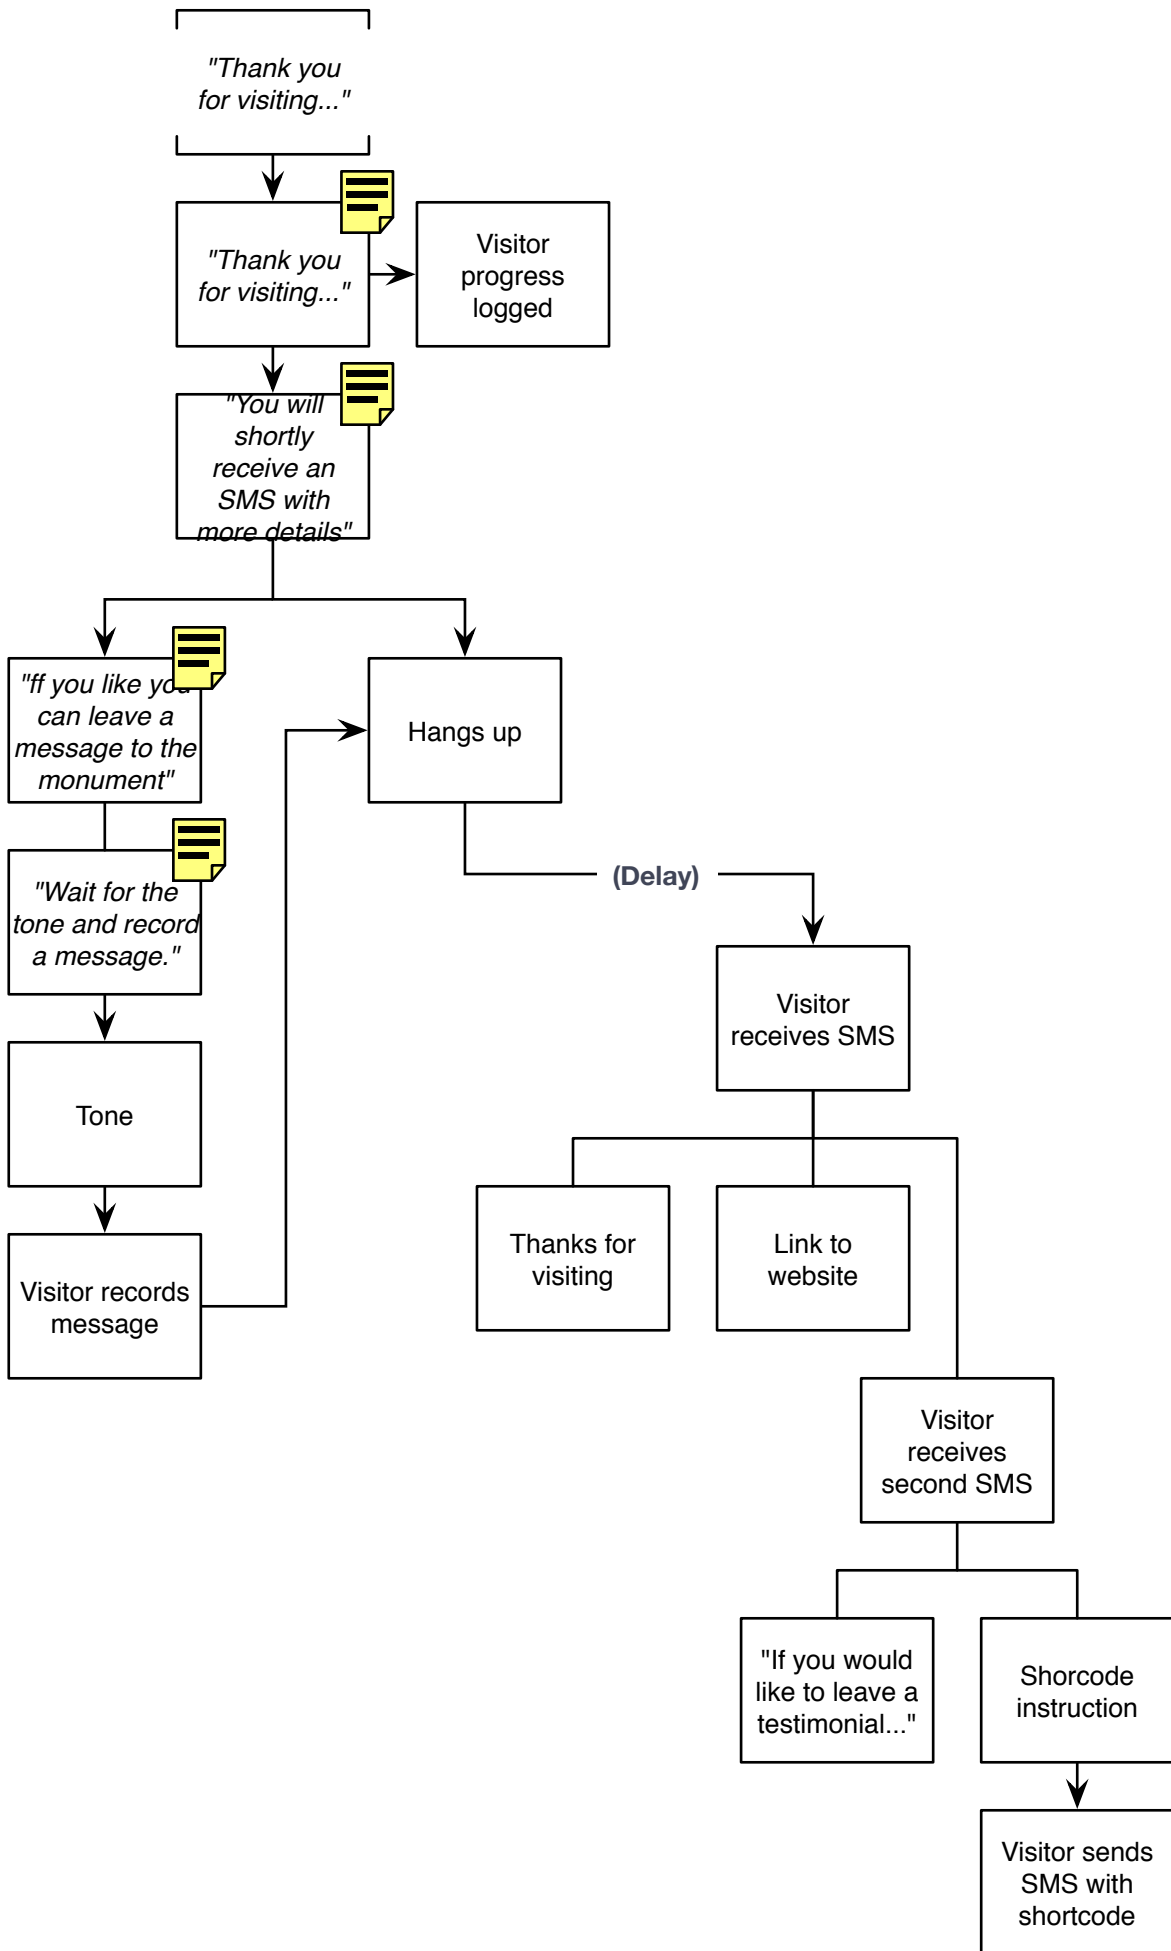 "Thank you
for visiting..."
"Thank you
for visiting..."
Visitor
progress
logged
"You will
shortly
receive an
SMS with
more details"
"ff you like you
can leave a
message to the
monument"
Hangs up
"Wait for the
tone and record
a message."
(Delay)
Visitor
receives SMS
Tone
Thanks for
visiting
Link to
website
Visitor records
message
Visitor
receives
second SMS
"If you would
like to leave a
testimonial..."
Shorcode
instruction
Visitor sends
SMS with
shortcode